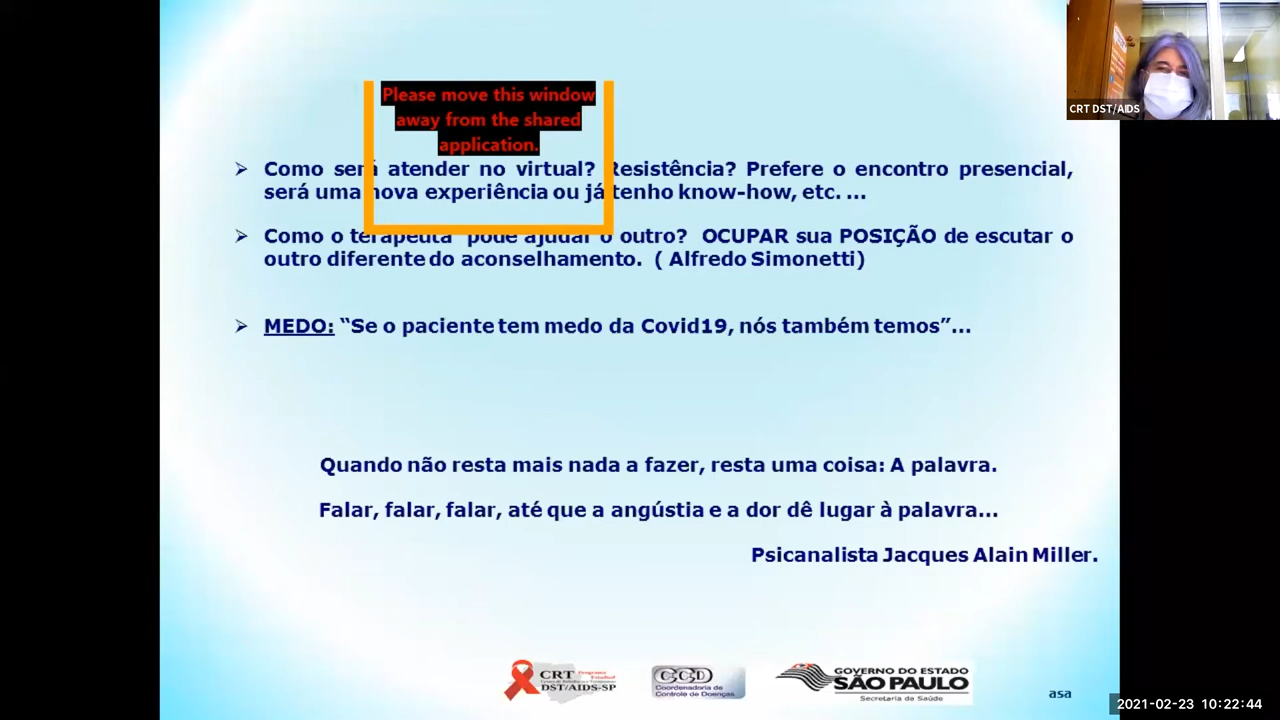 CRT DST/AIDS
Please move this window
away from the shared
application.
Como será atender no virtual? Resistência? Prefere o encontro presencial,
será uma nova experiência ou já tenho know-how, etc. ...
Como o terapeuta pode ajudar o outro? OCUPAR sua POSIÇÃO de escutar o
outro diferente do aconselhamento. ( Alfredo Simonetti)
MEDO: “Se o paciente tem medo da Covid19, nós também temos”...
Quando não resta mais nada a fazer, resta uma coisa: A palavra.
Falar, falar, falar, até que a angústia e a dor dê lugar à palavra...
Psicanalista Jacques Alain Miller.
CRT Programa Estadual
DST/AIDS-SP
CCD
Coordenadoria de
Controle de Doenças
GOVERNO DO ESTADO
SÃO PAULO
Secretaria da Saúde
asa
2021-02-23 10:22:44